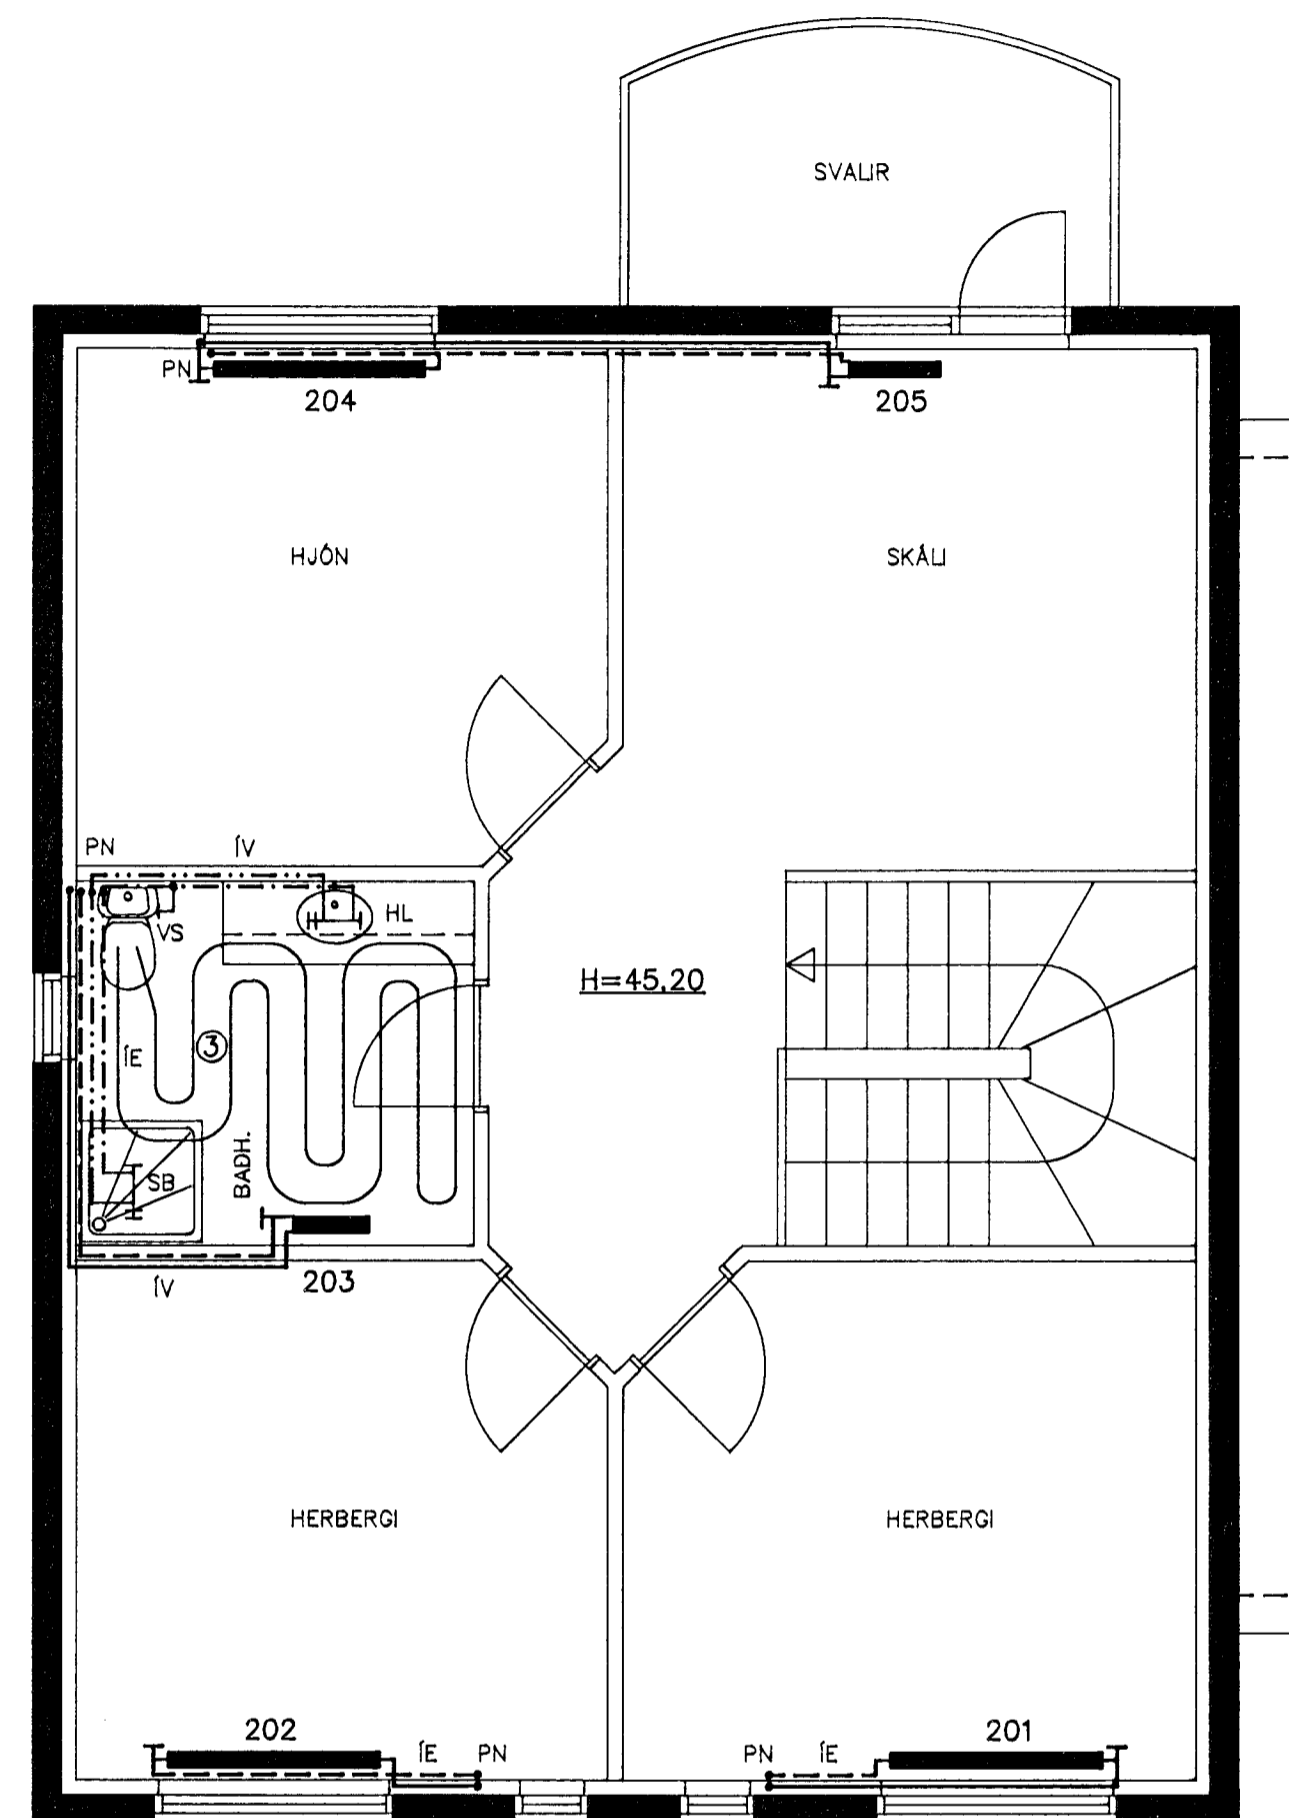 SVALIR
PN
204
205
HJÓN
SKÁLI
PN
ÍV
VS
HL
H=45,20
3
ÍE
BAÐH.
SB
ÍV
203
HERBERGI
HERBERGI
202
ÍE
PN
PN
ÍE
201